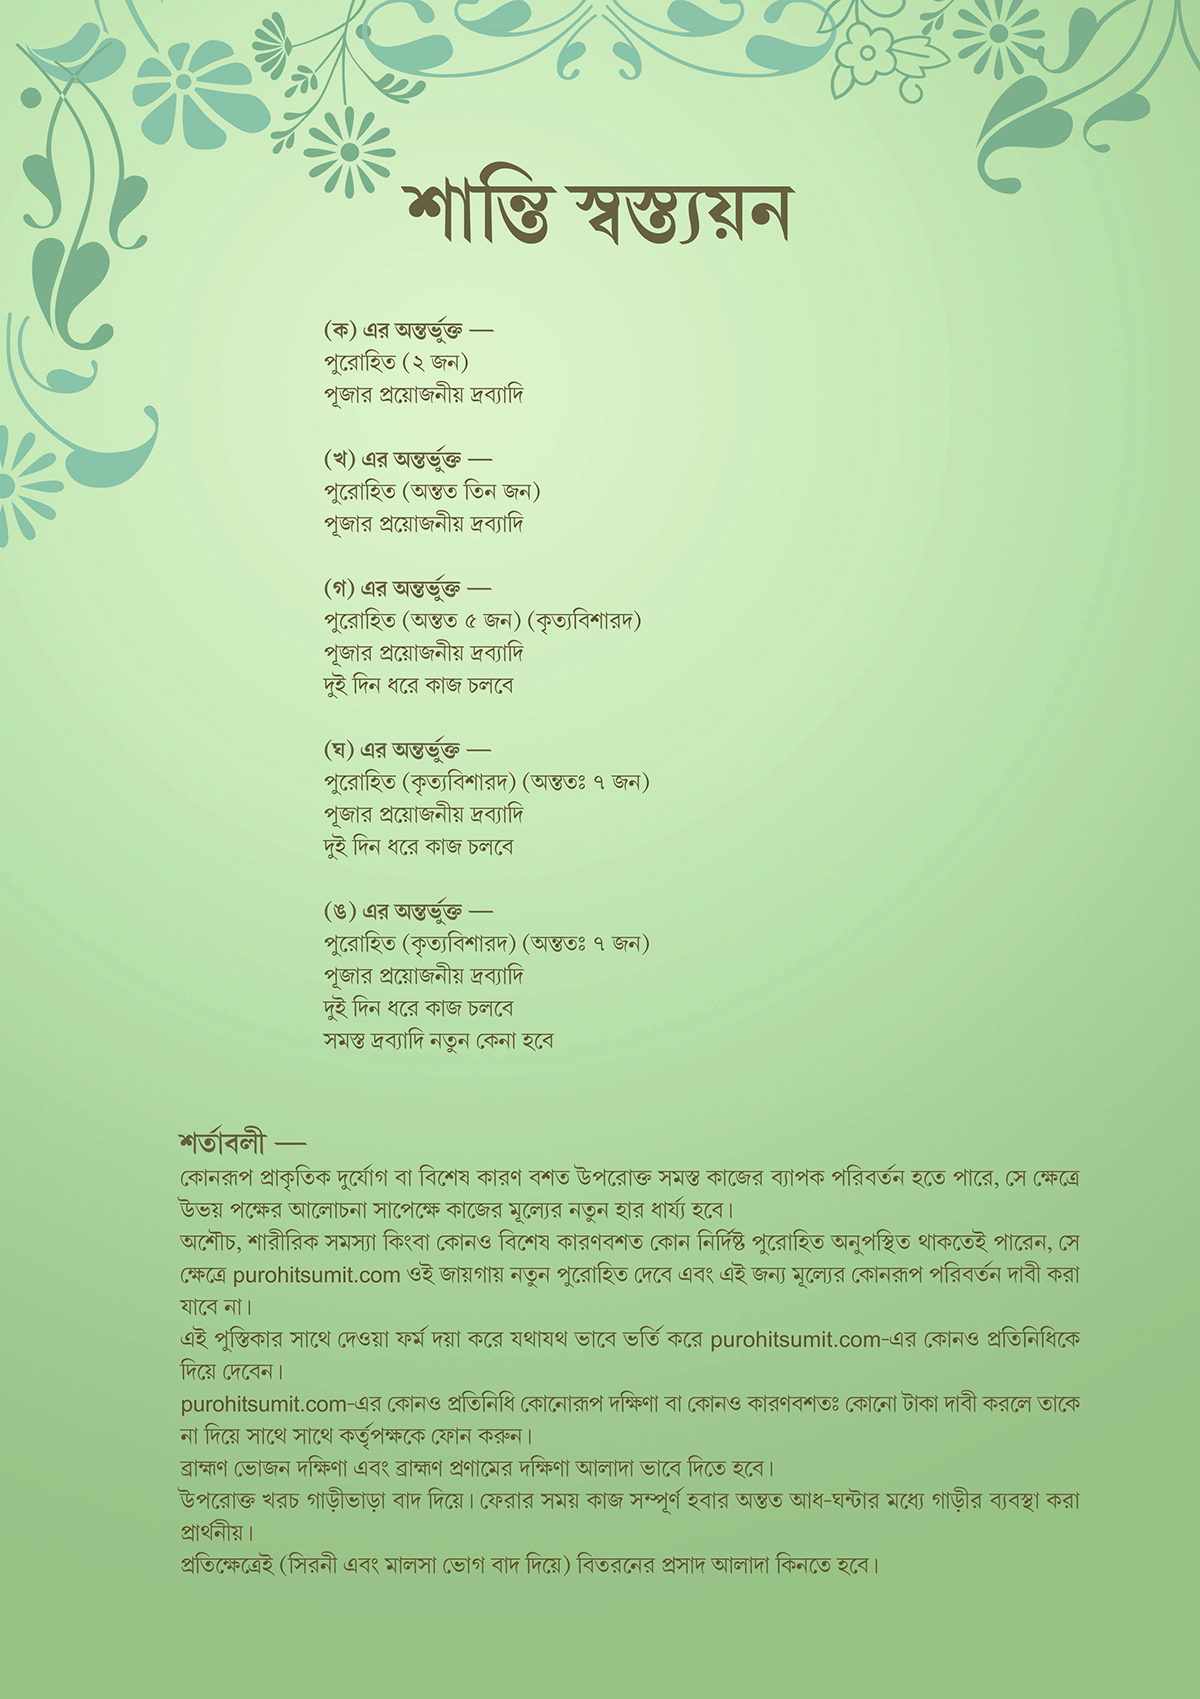 শান্তি স্বস্ত্যয়ন
(ক) এর অন্তর্ভুক্ত —
পুরোহিত (২ জন)
পূজার প্রয়োজনীয় দ্রব্যাদি
(খ) এর অন্তর্ভুক্ত —
পুরোহিত (অন্তত তিন জন)
পূজার প্রয়োজনীয় দ্রব্যাদি
(গ) এর অন্তর্ভুক্ত —
পুরোহিত (অন্তত ৫ জন) (কৃত্যবিশারদ)
পূজার প্রয়োজনীয় দ্রব্যাদি
দুই দিন ধরে কাজ চলবে
(ঘ) এর অন্তর্ভুক্ত —
পুরোহিত (কৃত্যবিশারদ) (অন্ততঃ ৭ জন)
পূজার প্রয়োজনীয় দ্রব্যাদি
দুই দিন ধরে কাজ চলবে
(ঙ) এর অন্তর্ভুক্ত —
পুরোহিত (কৃত্যবিশারদ) (অন্ততঃ ৭ জন)
পূজার প্রয়োজনীয় দ্রব্যাদি
দুই দিন ধরে কাজ চলবে
সমস্ত দ্রব্যাদি নতুন কেনা হবে
শর্তাবলী —
কোনরূপ প্রাকৃতিক দুর্যোগ বা বিশেষ কারণ বশত উপরোক্ত সমস্ত কাজের ব্যাপক পরিবর্তন হতে পারে, সে ক্ষেত্রে
উভয় পক্ষের আলোচনা সাপেক্ষে কাজের মূল্যের নতুন হার ধার্য্য হবে।
অশৌচ, শারীরিক সমস্যা কিংবা কোনও বিশেষ কারণবশত কোন নির্দিষ্ট পুরোহিত অনুপস্থিত থাকতেই পারেন, সে
ক্ষেত্রে purohitsumit.com ওই জায়গায় নতুন পুরোহিত দেবে এবং এই জন্য মূল্যের কোনরূপ পরিবর্তন দাবী করা
যাবে না।
এই পুস্তিকার সাথে দেওয়া ফর্ম দয়া করে যথাযথ ভাবে ভর্তি করে purohitsumit.com-এর কোনও প্রতিনিধিকে
দিয়ে দেবেন।
purohitsumit.com-এর কোনও প্রতিনিধি কোনোরূপ দক্ষিণা বা কোনও কারণবশতঃ কোনো টাকা দাবী করলে তাকে
না দিয়ে সাথে সাথে কর্তৃপক্ষকে ফোন করুন।
ব্রাহ্মণ ভোজন দক্ষিণা এবং ব্রাহ্মণ প্রণামের দক্ষিণা আলাদা ভাবে দিতে হবে।
উপরোক্ত খরচ গাড়ীভাড়া বাদ দিয়ে। ফেরার সময় কাজ সম্পূর্ণ হবার অন্তত আধ-ঘন্টার মধ্যে গাড়ীর ব্যবস্থা করা
প্রার্থনীয়।
প্রতিক্ষেত্রেই (সিরনী এবং মালসা ভোগ বাদ দিয়ে) বিতরনের প্রসাদ আলাদা কিনতে হবে।